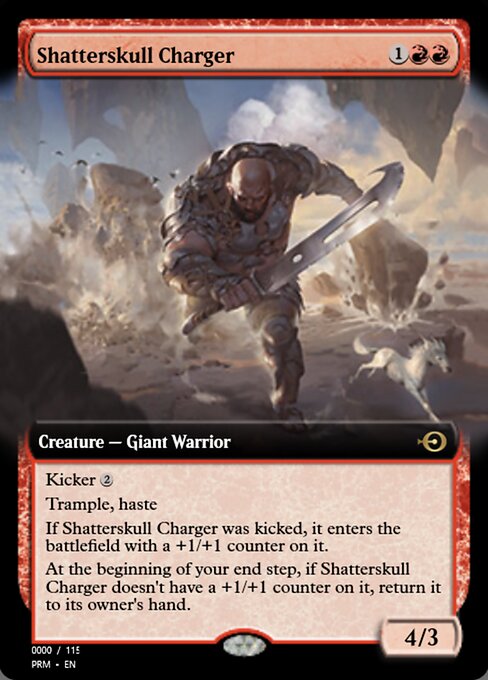 Shatterskull Charger 1
Creature — Giant Warrior
Kicker 2
Trample, haste
If Shatterskull Charger was kicked, it enters the
battlefield with a +1/+1 counter on it.
At the beginning of your end step, if Shatterskull
Charger doesn't have a +1/+1 counter on it, return it
to its owner's hand.
4/3
0000 / 115
PRM • EN